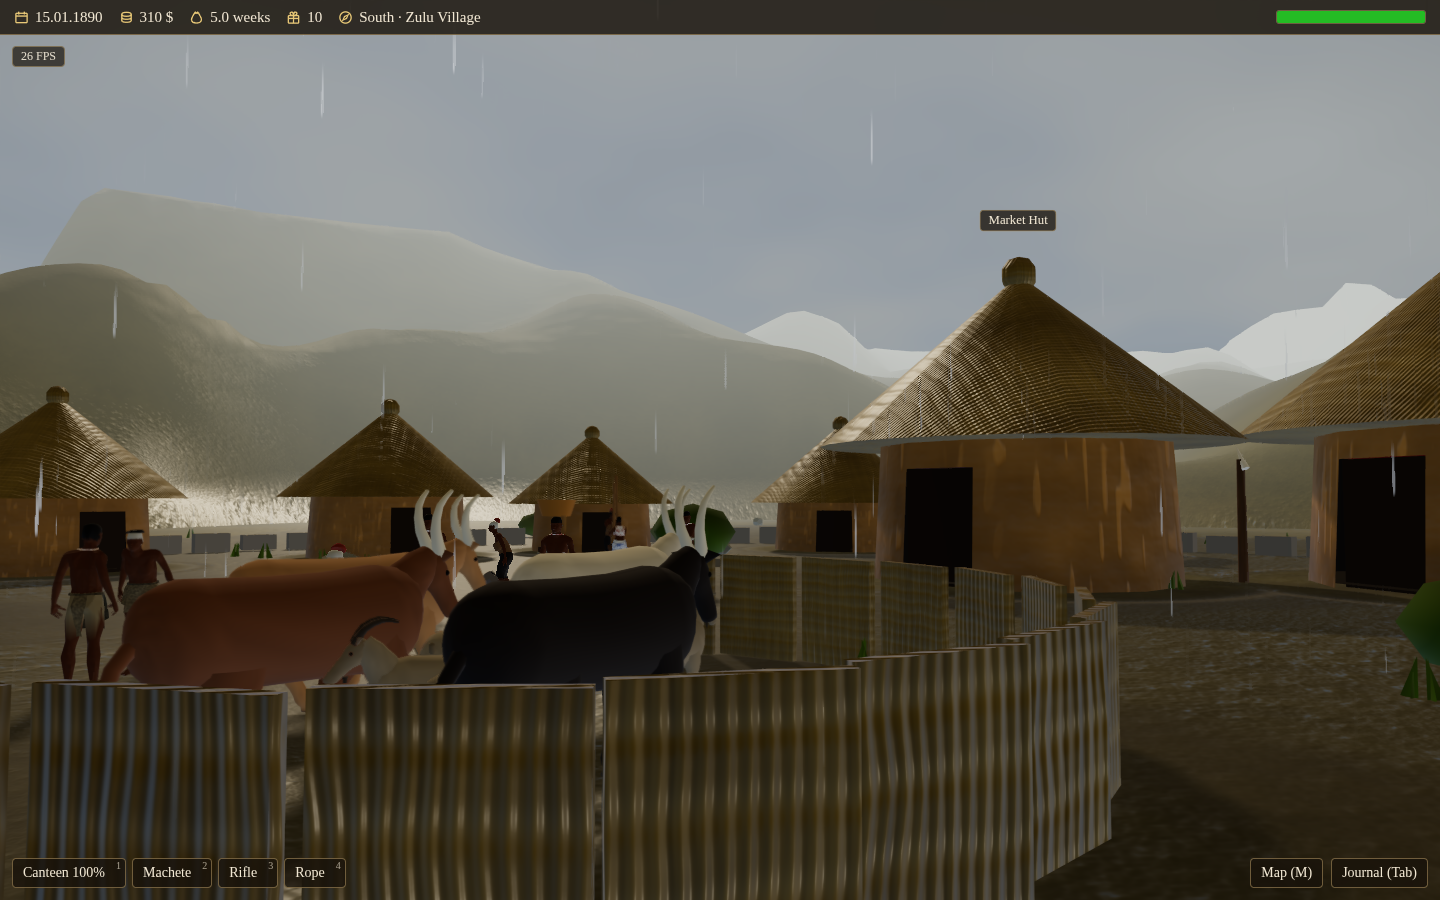 15.01.1890 310 $ 5.0 weeks 10 South · Zulu Village
26 FPS
Market Hut
Canteen 100% 1 Machete 2 Rifle 3 Rope 4 Map (M) Journal (Tab)